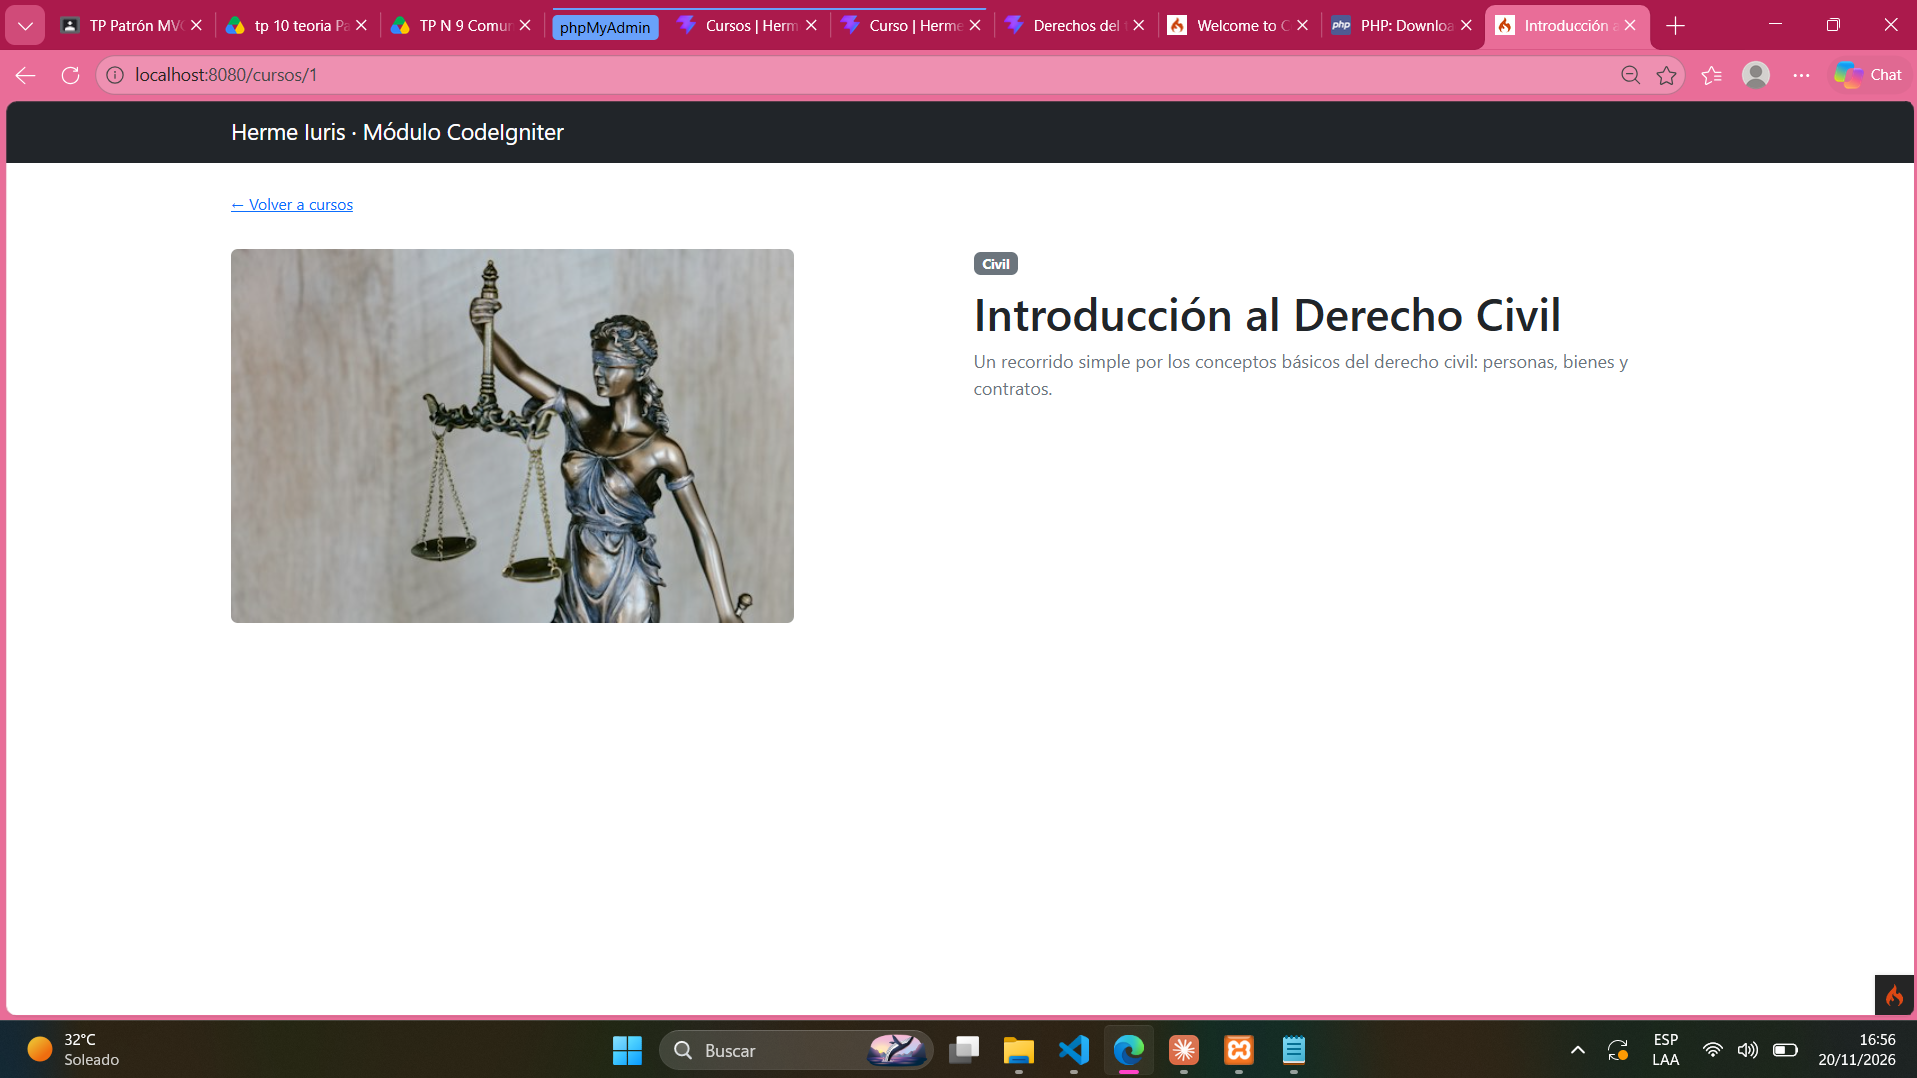 TP Patrón MV
tp 10 teoria Pa
TP N 9 Comun
phpMyAdmin
Cursos | Herm
Curso | Herme
Derechos del t
Welcome to C
PHP: Downloa
Introducción a
localhost:8080/cursos/1
Chat
Herme Iuris · Módulo CodeIgniter
← Volver a cursos
Civil
Introducción al Derecho Civil
Un recorrido simple por los conceptos básicos del derecho civil: personas, bienes y
contratos.
32°C
Soleado
Buscar
ESP
LAA
16:56
20/11/2026